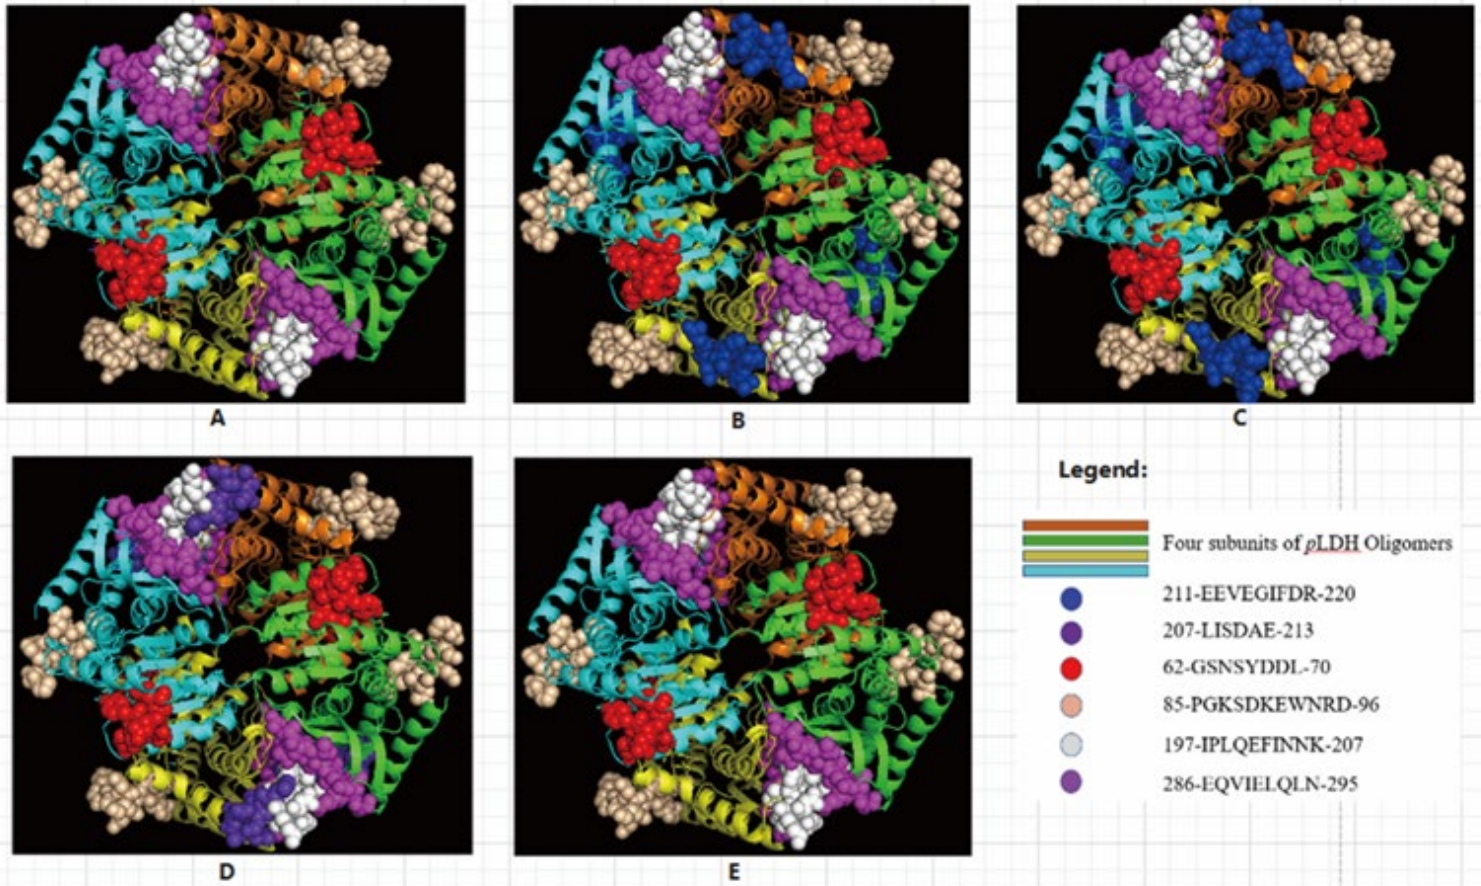 A
B
C
D
E
Legend:
Four subunits of pLDH Oligomers
211-EEVEGIFDR-220
207-LISDAE-213
62-GSNSYDDL-70
85-PGKSDKEWNRD-96
197-IPLQEFINNK-207
286-EQVIELQLN-295